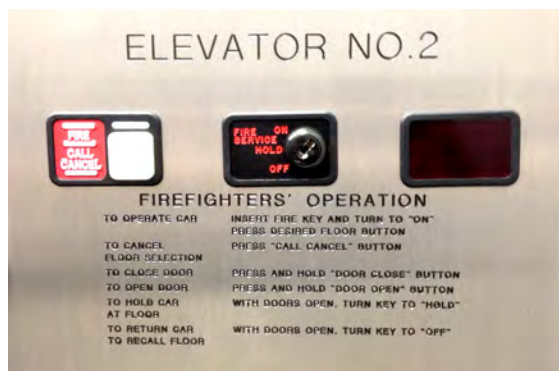 ELEVATOR NO.2
FIRE
CALL
CANCEL
FIRE ON
SERVICE
HOLD
OFF
FIREFIGHTERS' OPERATION
TO OPERATE CAR INSERT FIRE KEY AND TURN TO "ON"
PRESS DESIRED FLOOR BUTTON
TO CANCEL PRESS "CALL CANCEL" BUTTON
FLOOR SELECTION
TO CLOSE DOOR PRESS AND HOLD "DOOR CLOSE" BUTTON
TO OPEN DOOR PRESS AND HOLD "DOOR OPEN" BUTTON
TO HOLD CAR WITH DOORS OPEN, TURN KEY TO "HOLD"
AT FLOOR
TO RETURN CAR WITH DOORS OPEN, TURN KEY TO "OFF"
TO RECALL FLOOR